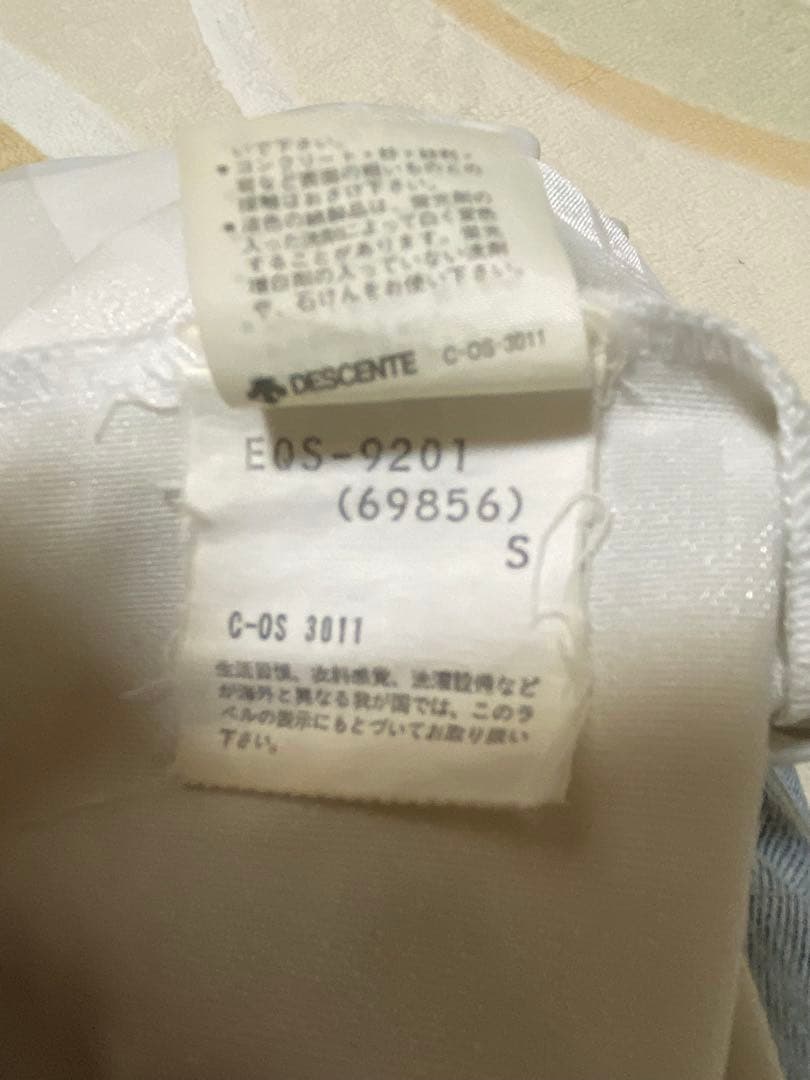 いで下さい。
・コンクリート・砂・砂利・
岩など表面の粗いものとの
接触はおさけ下さい。
・淡色の綿製品は、蛍光剤の
入った洗剤によって白く変色
することがあります。蛍光
増白剤の入っていない洗剤
や、石けんをお使い下さい。
DESCENTE C-OS-3011
EQS-9201
(69856)
S
C-OS 3011
生活習慣、衣料感覚、洗濯設備など
が海外と異なる我が国では、このラ
ベルの表示にもとづいてお取り扱い
下さい。